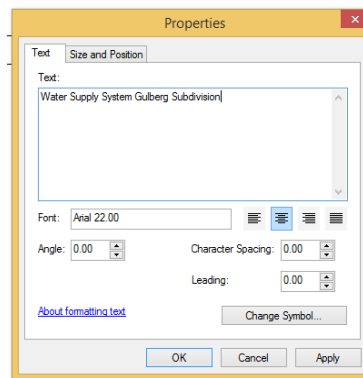 Properties
Text Size and Position
Text:
Water Supply System Gulberg Subdivision
Font: Arial 22.00
Angle: 0.00 Character Spacing: 0.00
Leading: 0.00
About formatting text Change Symbol...
OK Cancel Apply